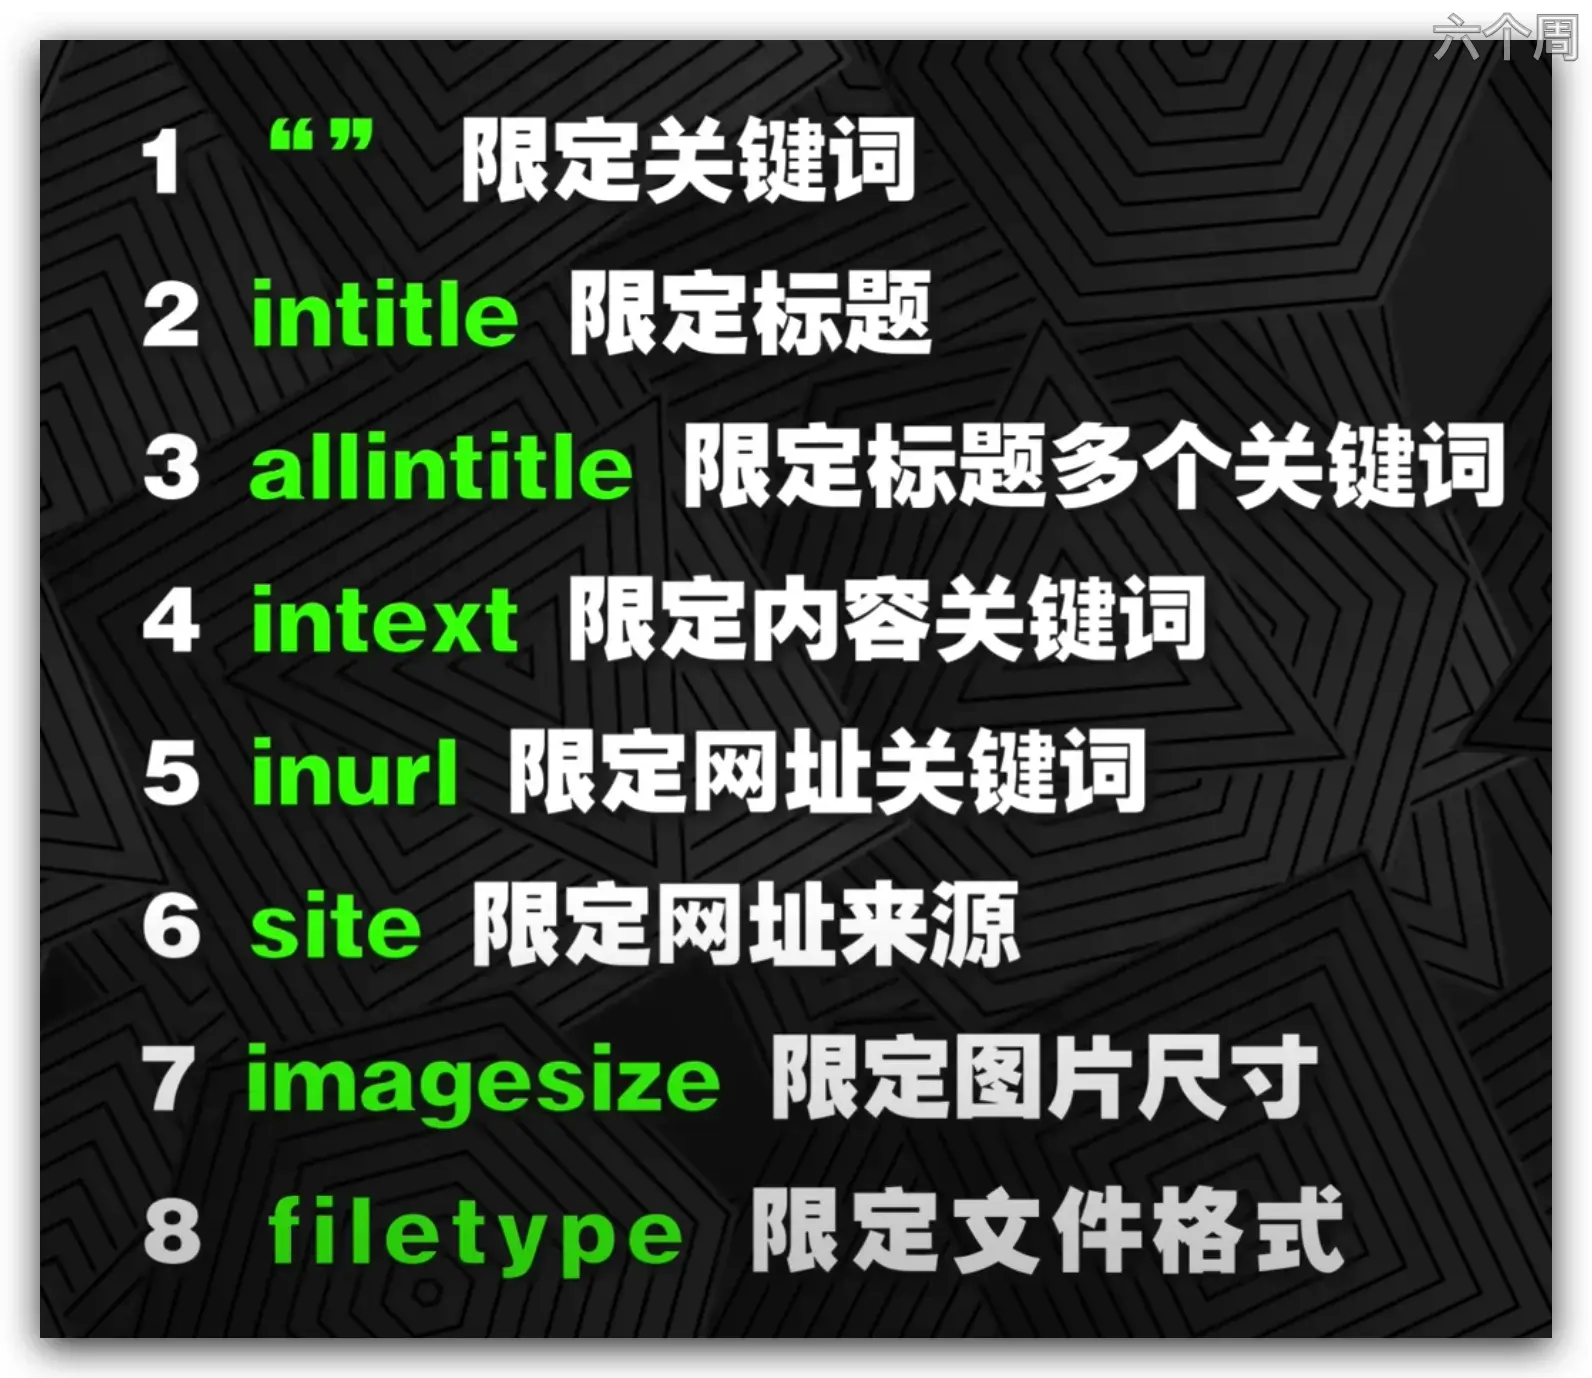 六个周
1 “ ” 限定关键词
2 intitle 限定标题
3 allintitle 限定标题多个关键词
4 intext 限定内容关键词
5 inurl 限定网址关键词
6 site 限定网址来源
7 imagesize 限定图片尺寸
8 filetype 限定文件格式